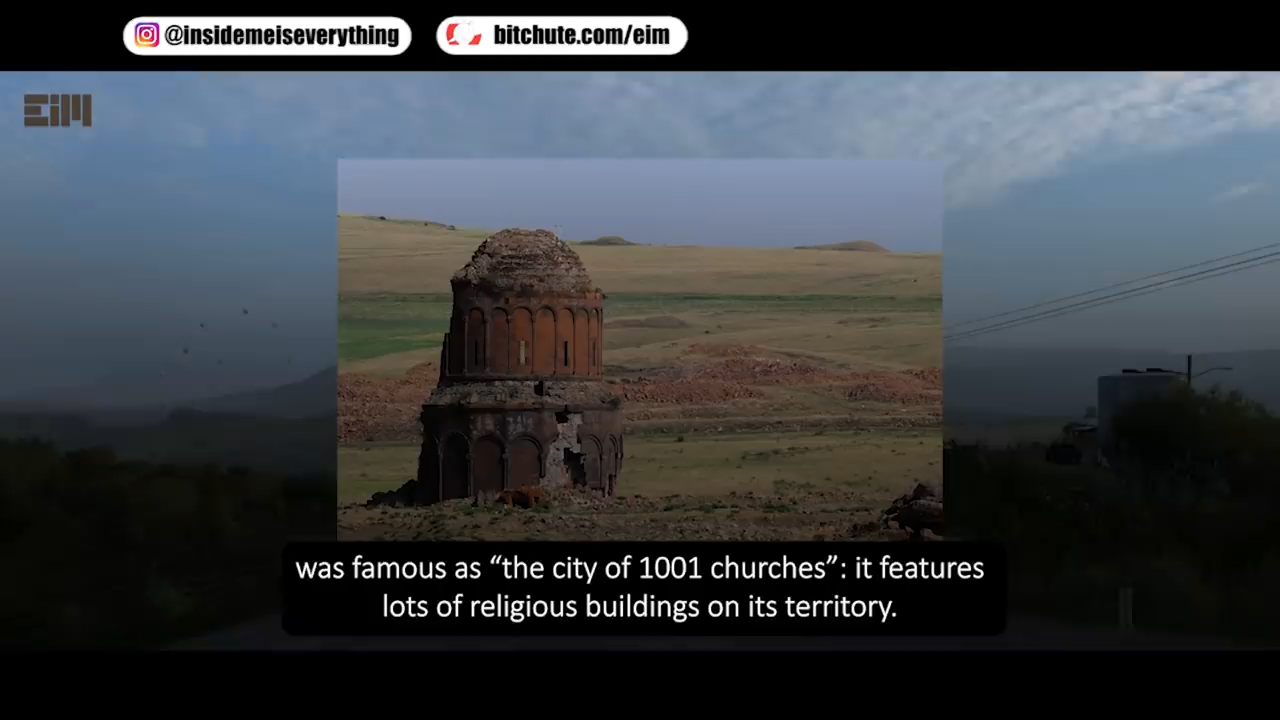 @insidemeiseverything
bitchute.com/eim
EiM
was famous as “the city of 1001 churches”: it features
lots of religious buildings on its territory.